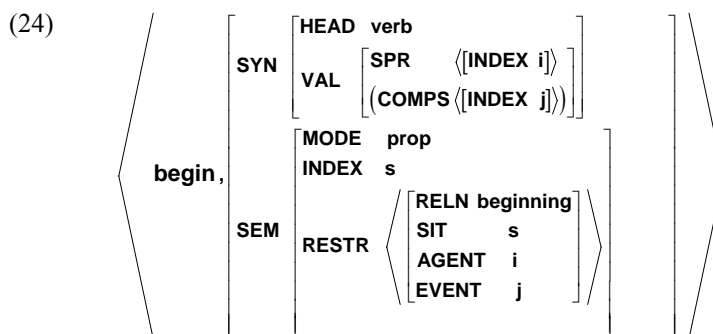 (24)
HEAD verb
SYN
SPR ⟨[INDEX i]⟩
VAL
(COMPS⟨[INDEX j]⟩)
MODE prop
begin,
INDEX s
RELN beginning
SEM
SIT s
RESTR
AGENT i
EVENT j